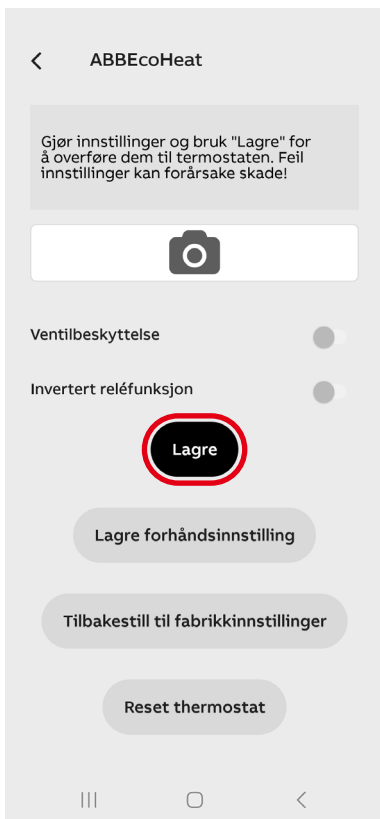 ABBEcoHeat
Gjør innstillinger og bruk "Lagre" for
å overføre dem til termostaten. Feil
innstillinger kan forårsake skade!
Ventilbeskyttelse
Invertert reléfunksjon
Lagre
Lagre forhåndsinnstilling
Tilbakestill til fabrikkinnstillinger
Reset thermostat